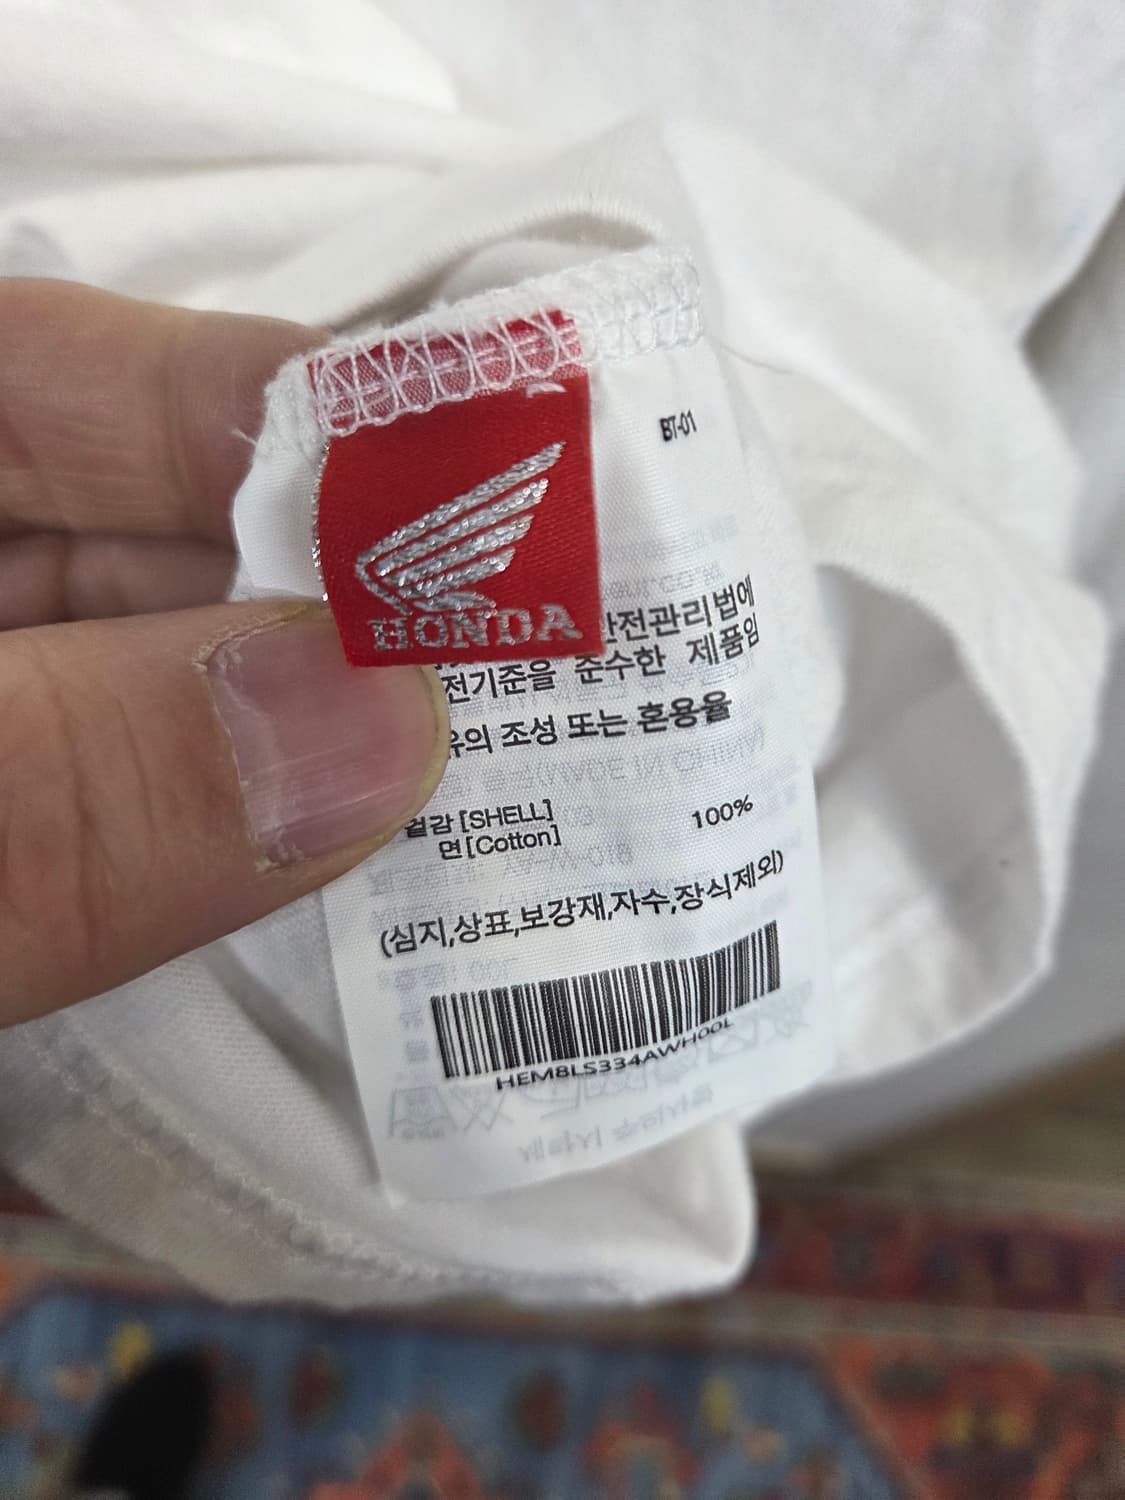 BT-01
HONDA
안전관리법에
전기준을 준수한 제품임
유의 조성 또는 혼용율
겉감 [SHELL]
면[Cotton] 100%
(심지,상표,보강재,자수,장식제외)
HEM8LS334AWH00L